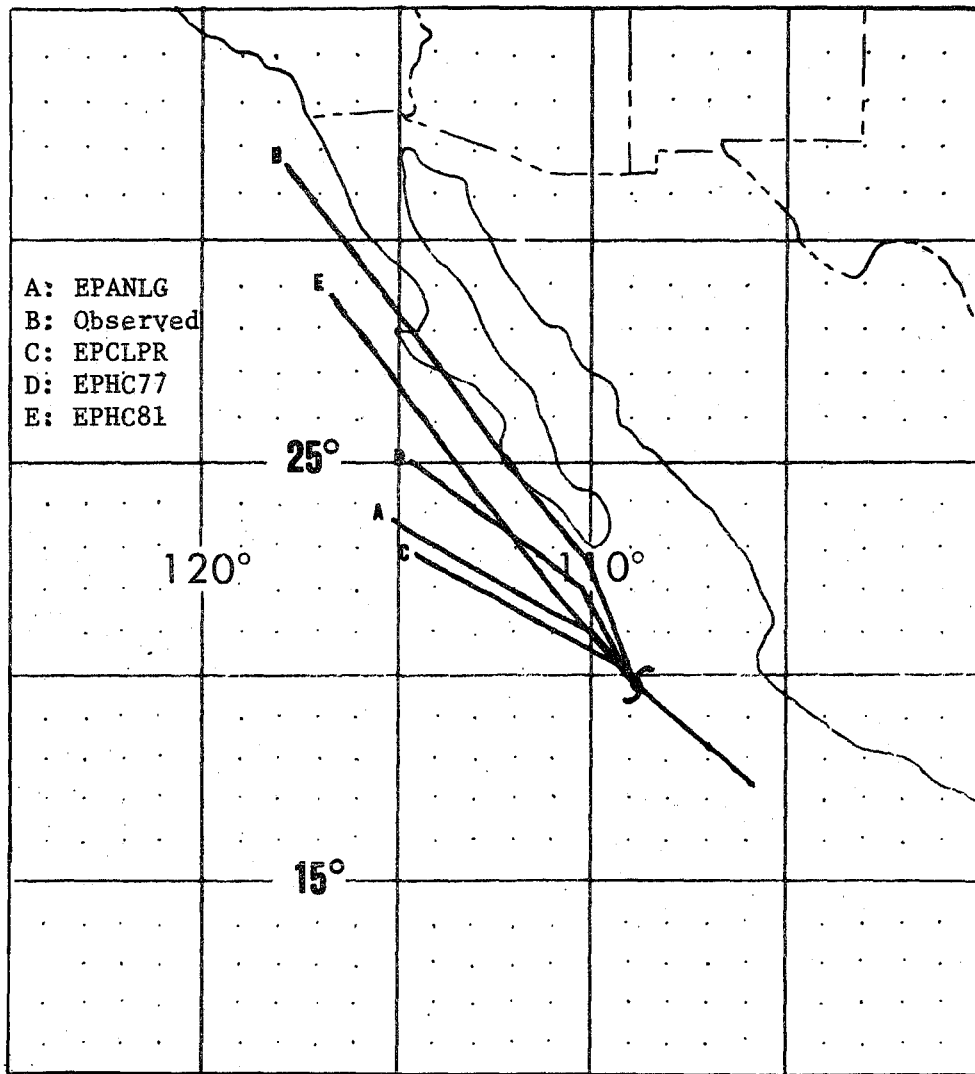 B
E
A: EPANLG
B: Observed
C: EPCLPR
D: EPHC77
E: EPHC81
25°
D
A
C
120°
110°
15°